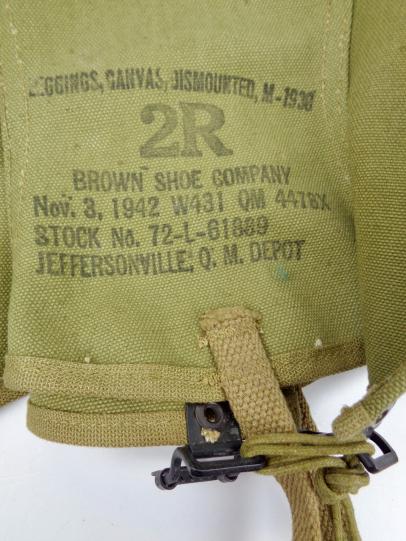 LEGGINGS, CANVAS, DISMOUNTED, M-1938
2R
BROWN SHOE COMPANY
Nov. 3, 1942 W431 QM
STOCK No. 72-L-61889
JEFFERSONVILLE, Q. M. DEPOT